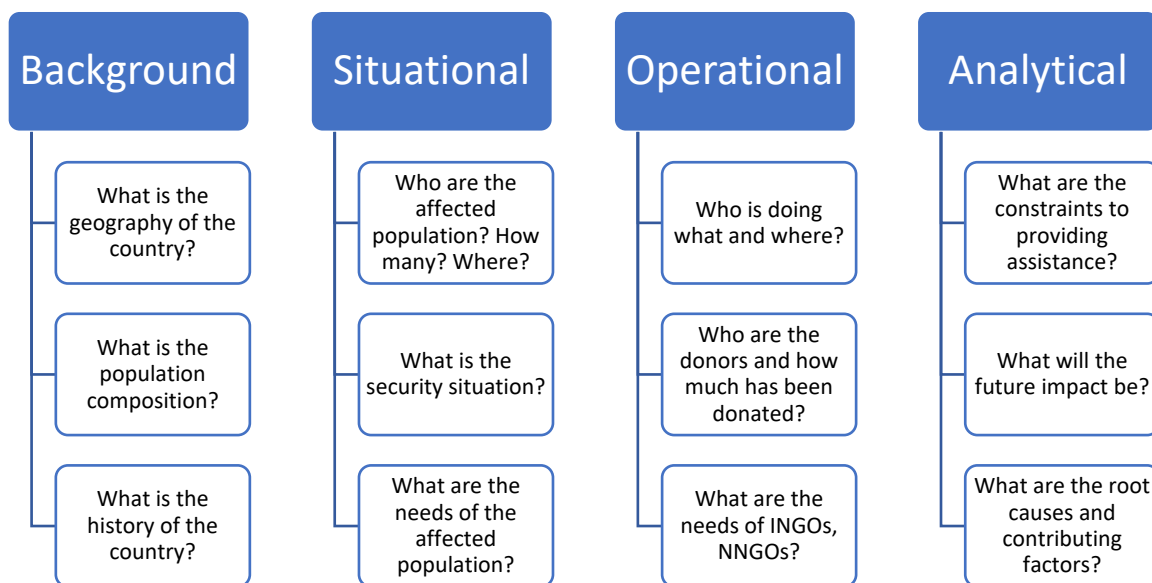 Background
What is the
geography of the
country?
What is the
population
composition?
What is the
history of the
country?
Situational
Who are the
affected
population? How
many? Where?
What is the
security situation?
What are the
needs of the
affected
population?
Operational
Who is doing
what and where?
Who are the
donors and how
much has been
donated?
What are the
needs of INGOs,
NNGOs?
Analytical
What are the
constraints to
providing
assistance?
What will the
future impact be?
What are the root
causes and
contributing
factors?